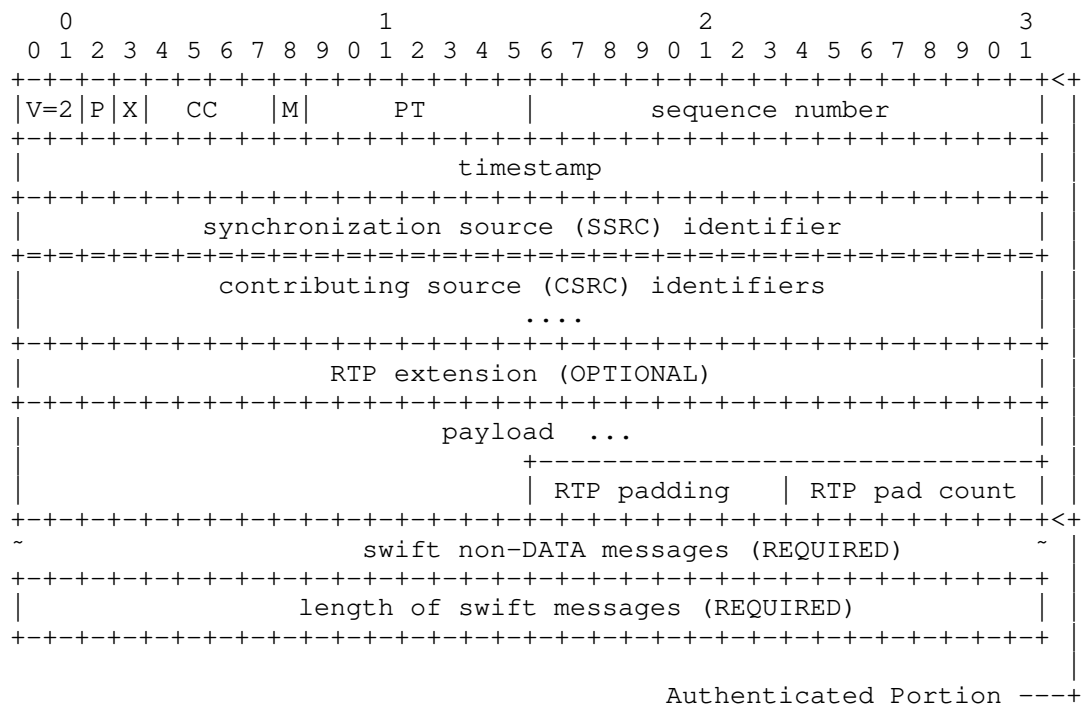 0                   1                   2                   3
  0 1 2 3 4 5 6 7 8 9 0 1 2 3 4 5 6 7 8 9 0 1 2 3 4 5 6 7 8 9 0 1
 +-+-+-+-+-+-+-+-+-+-+-+-+-+-+-+-+-+-+-+-+-+-+-+-+-+-+-+-+-+-+-+-+<+
 |V=2|P|X|  CC   |M|     PT      |       sequence number         | |
 +-+-+-+-+-+-+-+-+-+-+-+-+-+-+-+-+-+-+-+-+-+-+-+-+-+-+-+-+-+-+-+-+ |
 |                           timestamp                           | |
 +-+-+-+-+-+-+-+-+-+-+-+-+-+-+-+-+-+-+-+-+-+-+-+-+-+-+-+-+-+-+-+-+ |
 |           synchronization source (SSRC) identifier            | |
 +=+=+=+=+=+=+=+=+=+=+=+=+=+=+=+=+=+=+=+=+=+=+=+=+=+=+=+=+=+=+=+=+ |
 |            contributing source (CSRC) identifiers             | |
 |                               ....                            | |
 +-+-+-+-+-+-+-+-+-+-+-+-+-+-+-+-+-+-+-+-+-+-+-+-+-+-+-+-+-+-+-+-+ |
 |                   RTP extension (OPTIONAL)                    | |
 +-+-+-+-+-+-+-+-+-+-+-+-+-+-+-+-+-+-+-+-+-+-+-+-+-+-+-+-+-+-+-+-+ |
 |                          payload  ...                         | |
 |                               +-------------------------------+ |
 |                               | RTP padding   | RTP pad count | |
 +-+-+-+-+-+-+-+-+-+-+-+-+-+-+-+-+-+-+-+-+-+-+-+-+-+-+-+-+-+-+-+-+<+
 ~                     swift non-DATA messages (REQUIRED)        ~ |
 +-+-+-+-+-+-+-+-+-+-+-+-+-+-+-+-+-+-+-+-+-+-+-+-+-+-+-+-+-+-+-+-+ |
 |                 length of swift messages (REQUIRED)           | |
 +-+-+-+-+-+-+-+-+-+-+-+-+-+-+-+-+-+-+-+-+-+-+-+-+-+-+-+-+-+-+-+-+ |
                                                                   |
                                         Authenticated Portion ---+